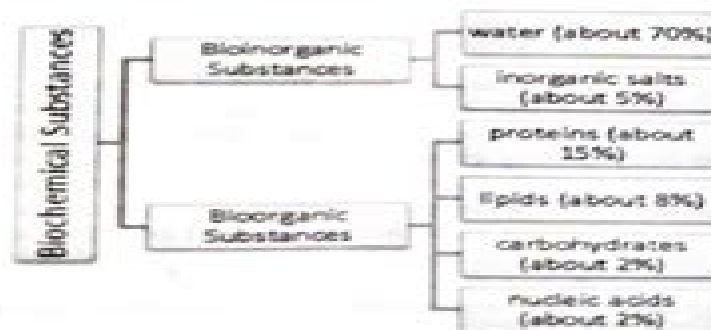 Biochemical Substances
Bioinorganic
Substances
water (about 70%)
inorganic salts
(about 5%)
Bioorganic
Substances
proteins (about
15%)
lipids (about 8%)
carbohydrates
(about 2%)
nucleic acids
(about 2%)